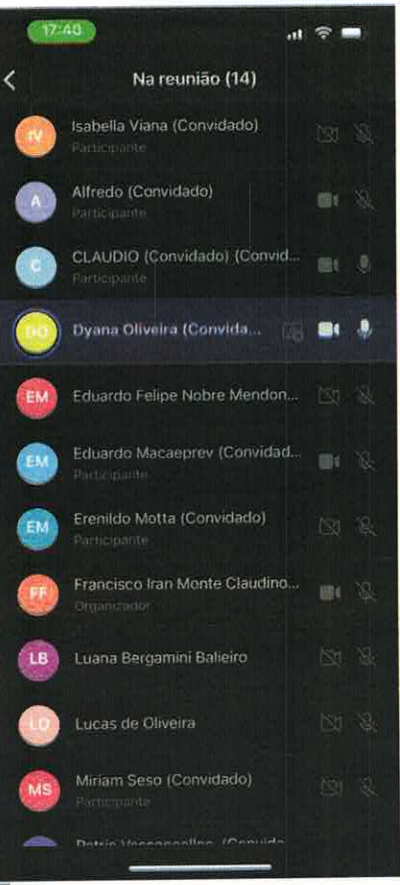 17:40
Na reunião (14)
IV Isabella Viana (Convidado)
Participante
A Alfredo (Convidado)
Participante
C CLAUDIO (Convidado) (Convid...
Participante
DO Dyana Oliveira (Convida...
EM Eduardo Felipe Nobre Mendon...
EM Eduardo Macaeprev (Convidad...
Participante
EM Erenildo Motta (Convidado)
Participante
FF Francisco Iran Monte Claudino...
Organizador
LB Luana Bergamini Balieiro
LO Lucas de Oliveira
MS Miriam Seso (Convidado)
Participante